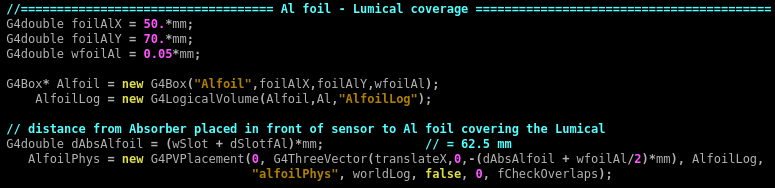 //=================================== Al foil - Lumical coverage =========================================
G4double foilAlX = 50.*mm;
G4double foilAlY = 70.*mm;
G4double wfoilAl = 0.05*mm;
G4Box* Alfoil = new G4Box("Alfoil",foilAlX,foilAlY,wfoilAl);
AlfoilLog = new G4LogicalVolume(Alfoil,Al,"AlfoilLog");
// distance from Absorber placed in front of sensor to Al foil covering the Lumical
G4double dAbsAlfoil = (wSlot + dSlotfAl)*mm; // = 62.5 mm
AlfoilPhys = new G4PVPlacement(0, G4ThreeVector(translateX,0,-(dAbsAlfoil + wfoilAl/2)*mm), AlfoilLog,
"alfoilPhys", worldLog, false, 0, fCheckOverlaps);